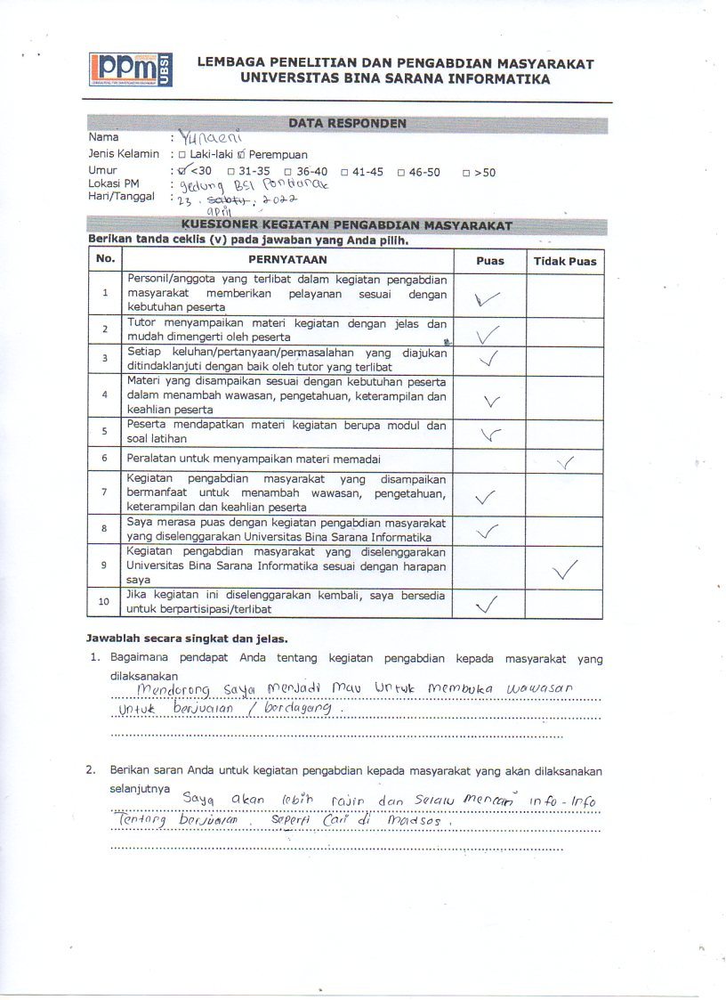 lppm UBSI
LEMBAGA PENELITIAN DAN PENGABDIAN MASYARAKAT
UNIVERSITAS BINA SARANA INFORMATIKA
DATA RESPONDEN
Nama : Yunaeni
Jenis Kelamin : □ Laki-laki ☑ Perempuan
Umur : ☑ <30 □ 31-35 □ 36-40 □ 41-45 □ 46-50 □ >50
Lokasi PM : gedung BSI Pontianak
Hari/Tanggal : 23 . sabtu, 2022
april
KUESIONER KEGIATAN PENGABDIAN MASYARAKAT
Berikan tanda ceklis (v) pada jawaban yang Anda pilih.
No. PERNYATAAN Puas Tidak Puas
Personil/anggota yang terlibat dalam kegiatan pengabdian
1 masyarakat memberikan pelayanan sesuai dengan ✓
kebutuhan peserta
2 Tutor menyampaikan materi kegiatan dengan jelas dan ✓
mudah dimengerti oleh peserta
3 Setiap keluhan/pertanyaan/permasalahan yang diajukan ✓
ditindaklanjuti dengan baik oleh tutor yang terlibat
Materi yang disampaikan sesuai dengan kebutuhan peserta
4 dalam menambah wawasan, pengetahuan, keterampilan dan ✓
keahlian peserta
5 Peserta mendapatkan materi kegiatan berupa modul dan ✓
soal latihan
6 Peralatan untuk menyampaikan materi memadai ✓
Kegiatan pengabdian masyarakat yang disampaikan
7 bermanfaat untuk menambah wawasan, pengetahuan, ✓
keterampilan dan keahlian peserta
8 Saya merasa puas dengan kegiatan pengabdian masyarakat ✓
yang diselenggarakan Universitas Bina Sarana Informatika
Kegiatan pengabdian masyarakat yang diselenggarakan
9 Universitas Bina Sarana Informatika sesuai dengan harapan ✓
saya
10 Jika kegiatan ini diselenggarakan kembali, saya bersedia ✓
untuk berpartisipasi/terlibat
Jawablah secara singkat dan jelas.
1. Bagaimana pendapat Anda tentang kegiatan pengabdian kepada masyarakat yang
dilaksanakan
Mendorong saya menjadi mau untuk membuka wawasan
untuk berjualan / berdagang.
2. Berikan saran Anda untuk kegiatan pengabdian kepada masyarakat yang akan dilaksanakan
selanjutnya
Saya akan lebih rajin dan selalu mencari info-info
Tentang berjualan. seperti cari di madsos.